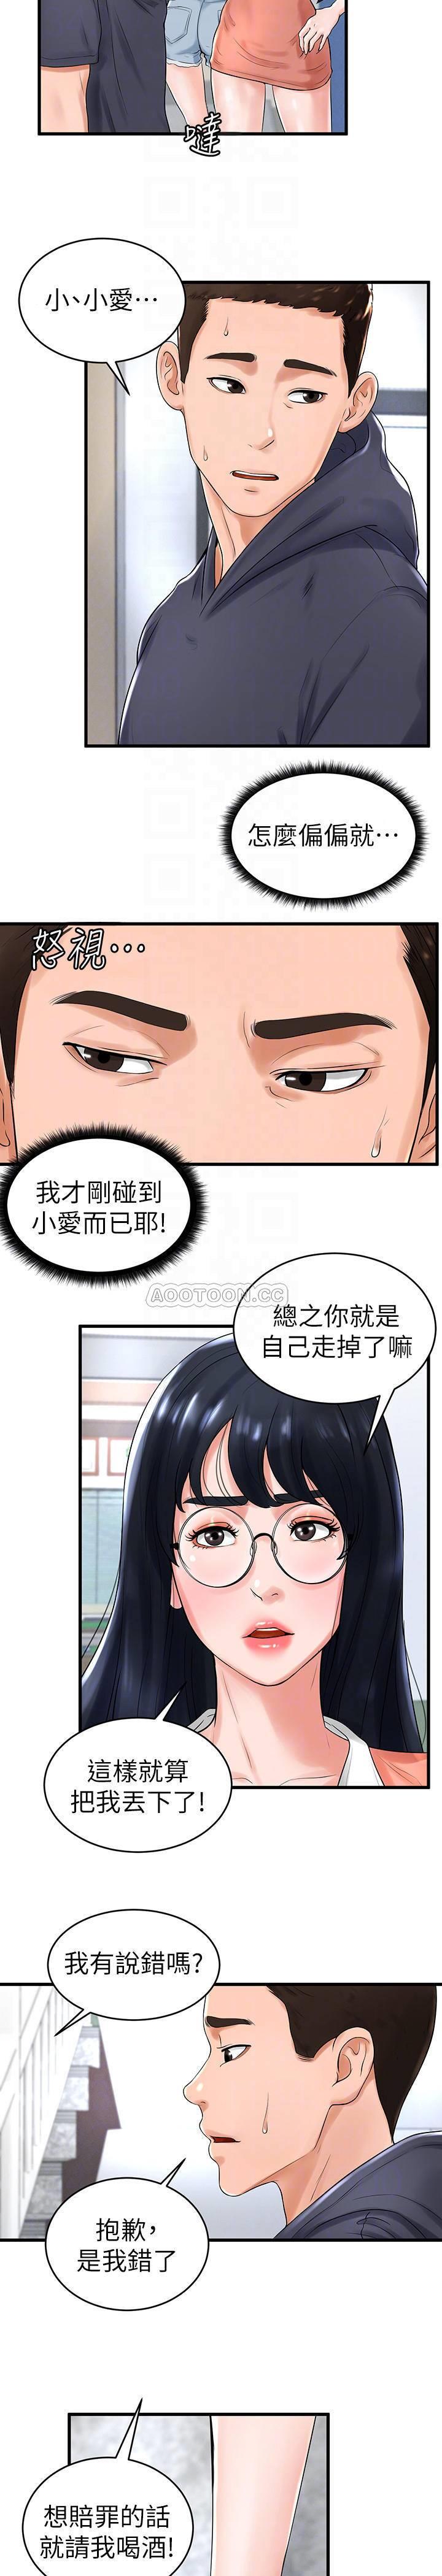 噠
小、小愛…
怎麼偏偏就…
怒視…
我才剛碰到
小愛而已耶!
AOOTOON.CC
總之你就是
自己走掉了嘛
這樣就算
把我丟下了!
我有說錯嗎?
抱歉,
是我錯了
想賠罪的話
就請我喝酒!